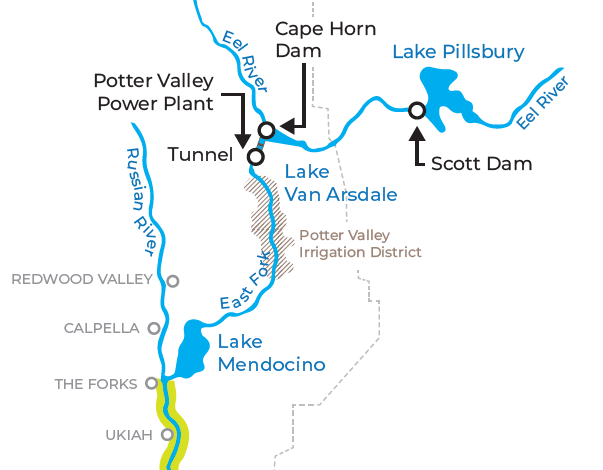 Cape Horn
Dam
Eel River
Lake Pillsbury
Potter Valley
Power Plant
Eel River
Tunnel
Scott Dam
Lake
Van Arsdale
Russian River
Potter Valley
Irrigation District
REDWOOD VALLEY
East Fork
CALPELLA
Lake
Mendocino
THE FORKS
UKIAH